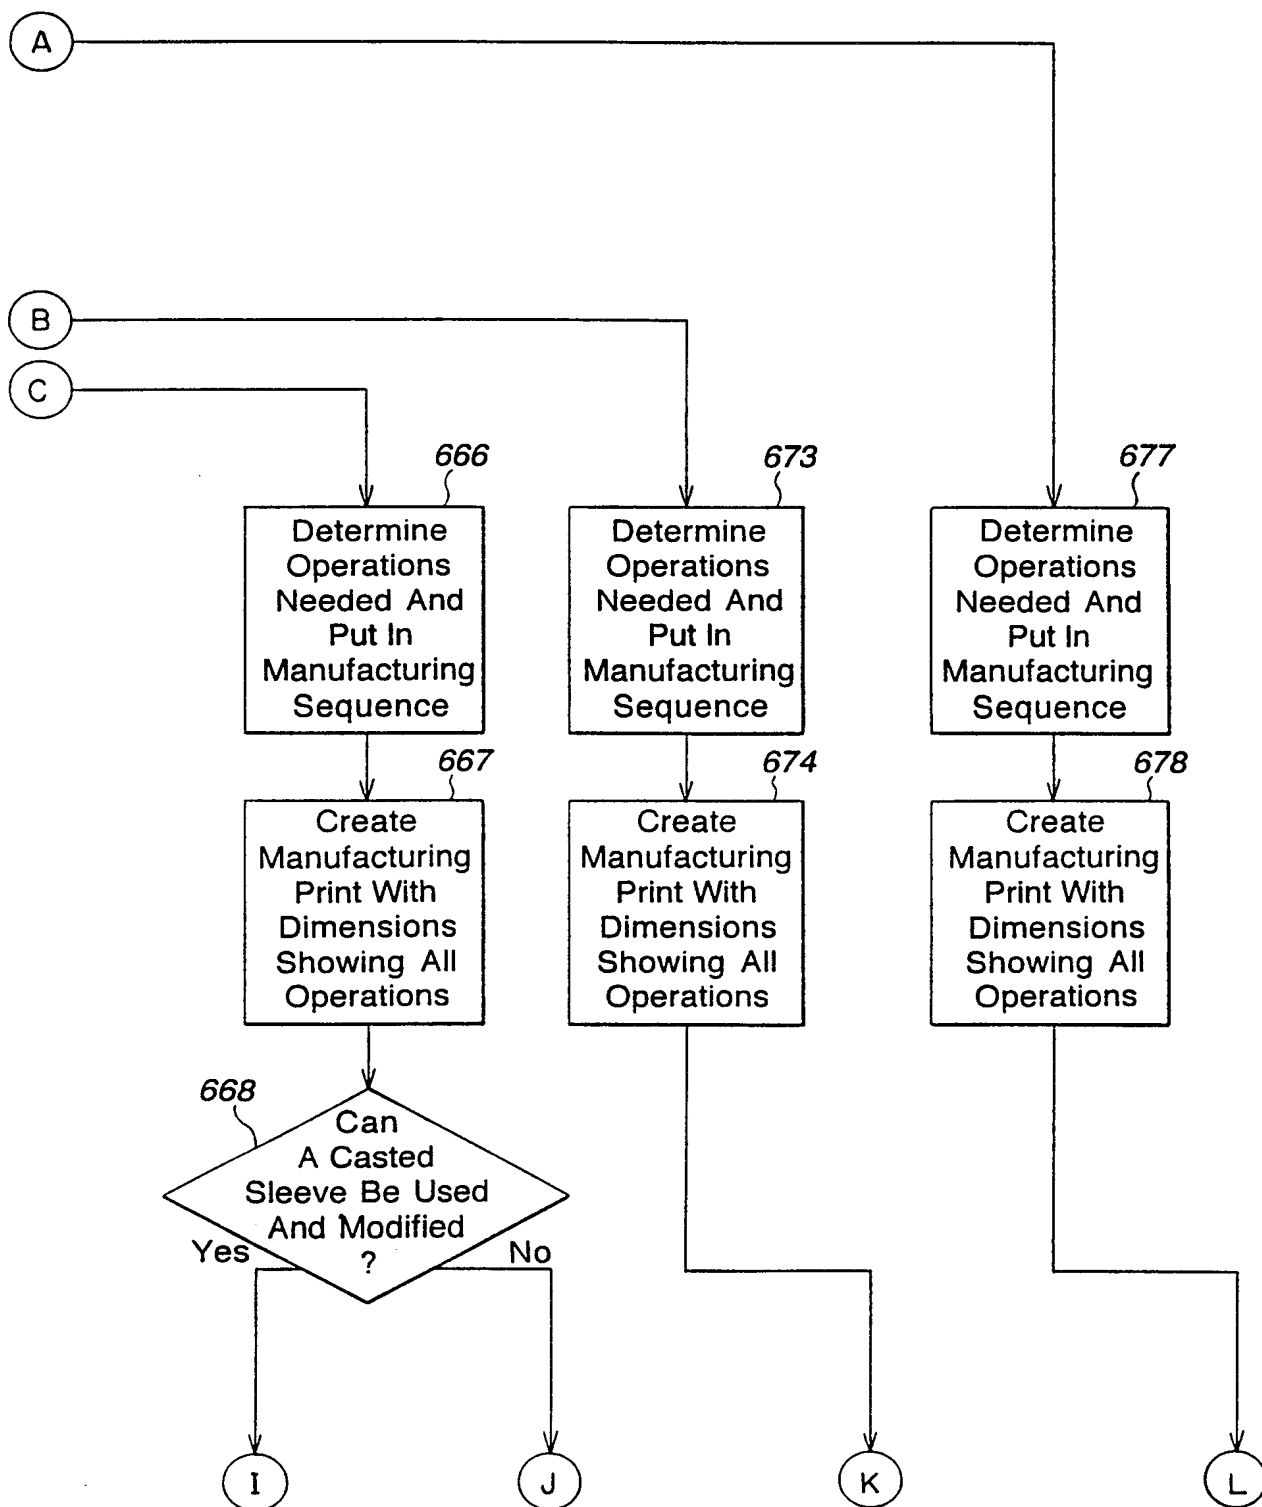 A
B
C
666
Determine
Operations
Needed And
Put In
Manufacturing
Sequence
673
Determine
Operations
Needed And
Put In
Manufacturing
Sequence
677
Determine
Operations
Needed And
Put In
Manufacturing
Sequence
667
Create
Manufacturing
Print With
Dimensions
Showing All
Operations
674
Create
Manufacturing
Print With
Dimensions
Showing All
Operations
678
Create
Manufacturing
Print With
Dimensions
Showing All
Operations
668
Can
A Casted
Sleeve Be Used
And Modified
?
Yes
No
I
J
K
L